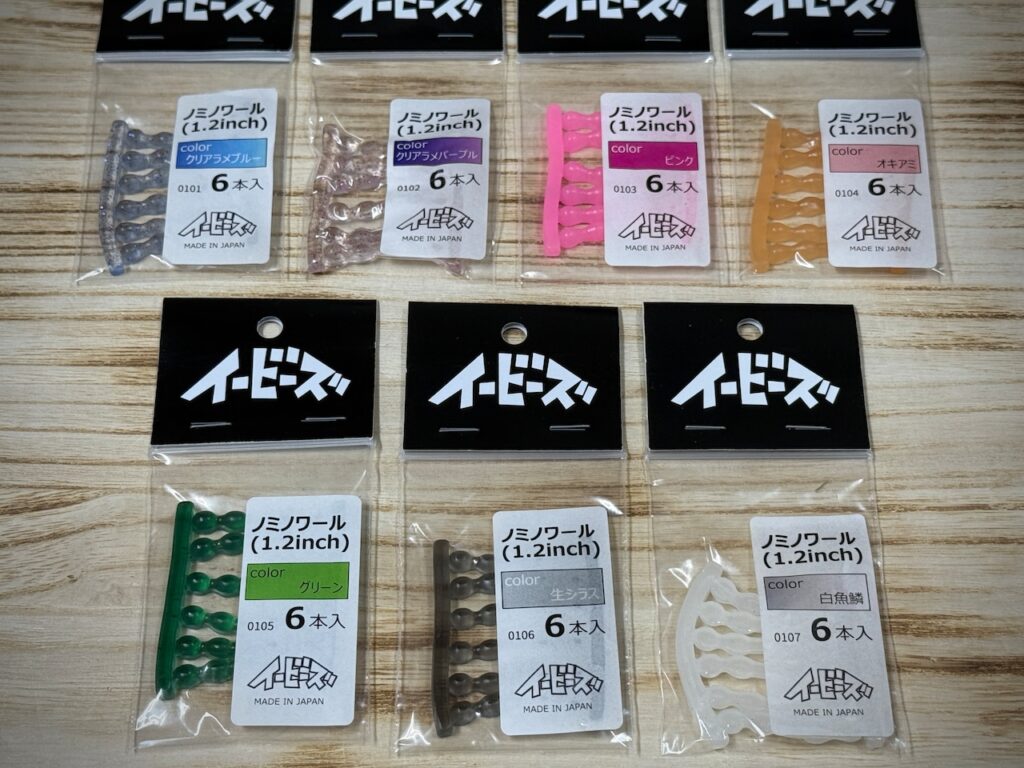 イービーズ
イービーズ
イービーズ
イービーズ
ノミノワール
(1.2inch)
color
クリアラメブルー
0101 6本入
イービーズ
MADE IN JAPAN
ノミノワール
(1.2inch)
color
クリアラメパープル
0102 6本入
イービーズ
MADE IN JAPAN
ノミノワール
(1.2inch)
color
ピンク
0103 6本入
イービーズ
MADE IN JAPAN
ノミノワール
(1.2inch)
color
オキアミ
0104 6本入
イービーズ
MADE IN JAPAN
イービーズ
イービーズ
イービーズ
ノミノワール
(1.2inch)
color
グリーン
0105 6本入
イービーズ
MADE IN JAPAN
ノミノワール
(1.2inch)
color
生シラス
0106 6本入
イービーズ
MADE IN JAPAN
ノミノワール
(1.2inch)
color
白魚鱗
0107 6本入
イービーズ
MADE IN JAPAN